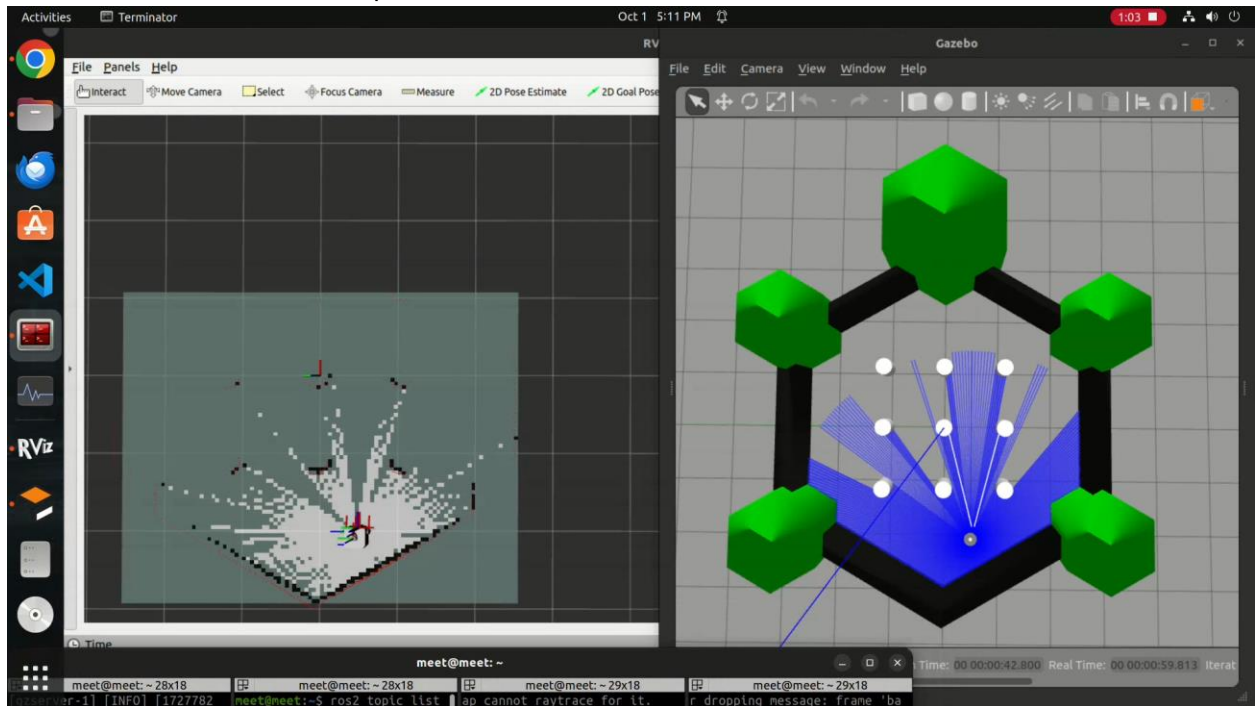 Activities Terminator Oct 1 5:11 PM 1:03
RV
Gazebo
File Panels Help
File Edit Camera View Window Help
Interact Move Camera Select Focus Camera Measure 2D Pose Estimate 2D Goal Pose
RViz
Time
Time: 00 00:00:42.800 Real Time: 00 00:00:59.813 Iterat
meet@meet: ~
meet@meet: ~ 28x18 meet@meet: ~ 28x18 meet@meet: ~ 29x18 meet@meet: ~ 29x18
[gzserver-1] [INFO] [1727782 meet@meet:~$ ros2 topic list ap cannot raytrace for it. r dropping message: frame 'ba